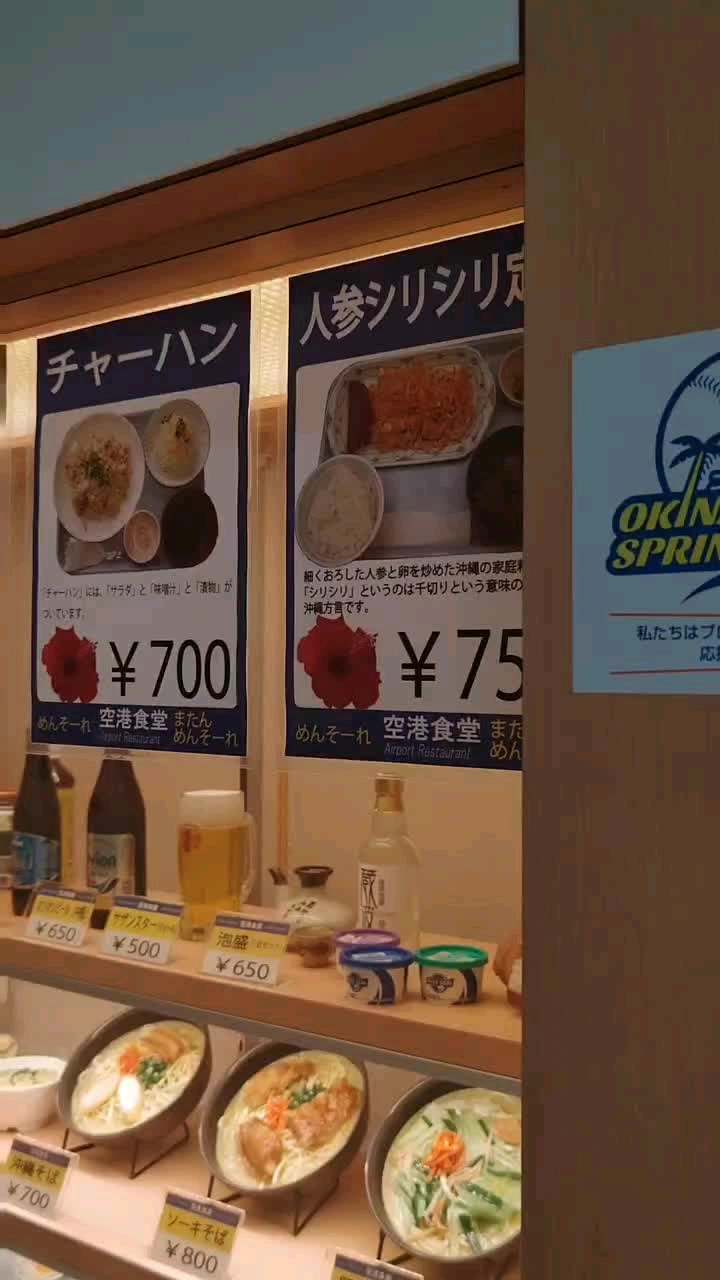 チャーハン
「チャーハン」には、「サラダ」と「味噌汁」と「漬物」が
ついています。
¥700
めんそーれ 空港食堂 またん めんそーれ
Airport Restaurant
人参シリシリ定
細くおろした人参と卵を炒めた沖縄の家庭料
「シリシリ」というのは千切りという意味の
沖縄方言です。
¥75
めんそーれ 空港食堂 また めん
Airport Restaurant
OKIN
SPRIN
私たちはプロ
応援
¥650
サザンスター
¥500
泡盛
¥650
沖縄そば
¥700
ソーキそば
¥800